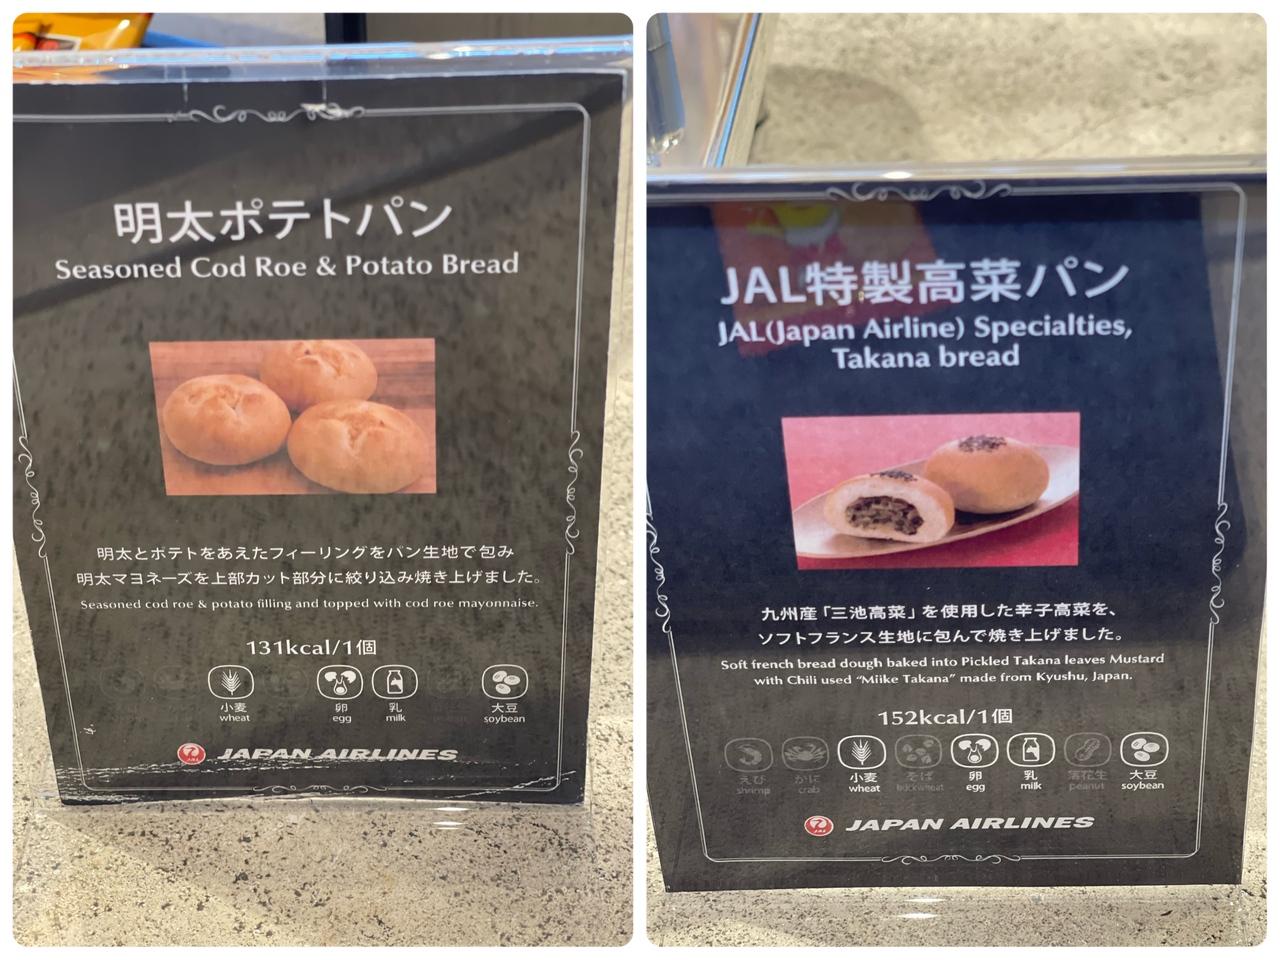 明太ポテトパン
Seasoned Cod Roe & Potato Bread
明太とポテトをあえたフィーリングをパン生地で包み
明太マヨネーズを上部カット部分に絞り込み焼き上げました。
Seasoned cod roe & potato filling and topped with cod roe mayonnaise.
131kcal/1個
小麦 卵 乳 大豆
wheat egg milk soybean
JAL JAPAN AIRLINES
JAL特製高菜パン
JAL(Japan Airline) Specialties,
Takana bread
九州産「三池高菜」を使用した辛子高菜を、
ソフトフランス生地に包んで焼き上げました。
Soft french bread dough baked into Pickled Takana leaves Mustard
with Chili used "Miike Takana" made from Kyushu, Japan.
152kcal/1個
えび かに 小麦 そば 卵 乳 落花生 大豆
shrimp crab wheat buckwheat egg milk peanut soybean
JAL JAPAN AIRLINES